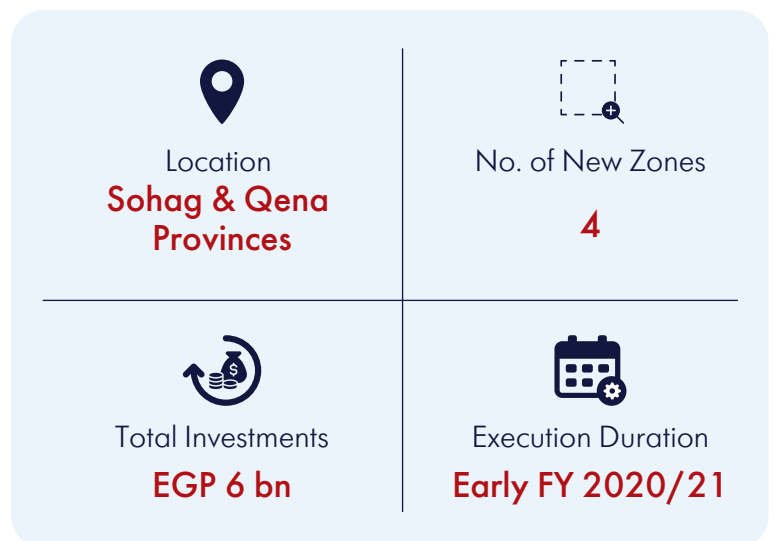 Location
Sohag & Qena
Provinces
No. of New Zones
4
$
Total Investments
EGP 6 bn
Execution Duration
Early FY 2020/21